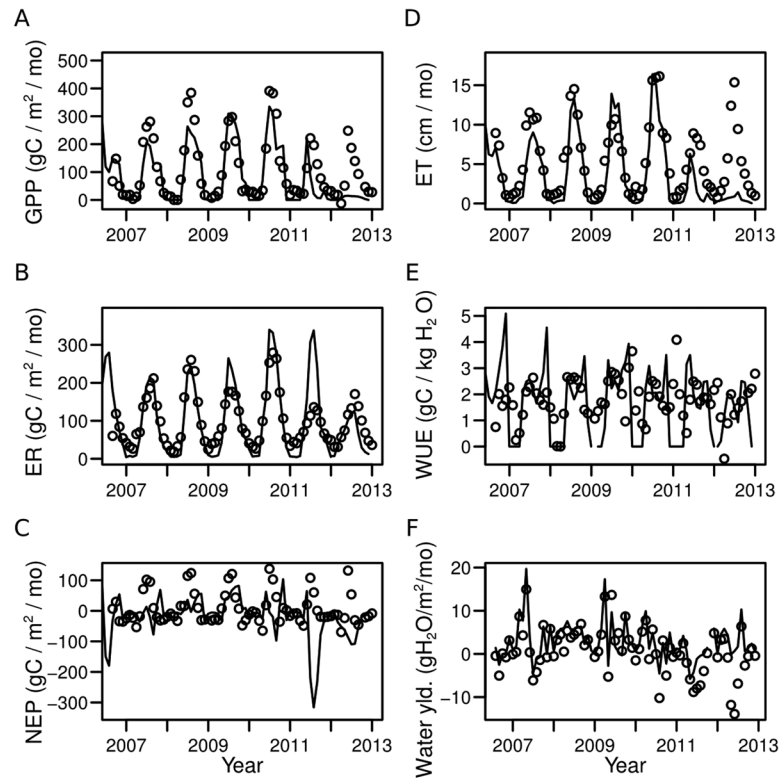 A
GPP (gC / m² / mo)
500
400
300
200
100
0
2007 2009 2011 2013
D
ET (cm / mo)
15
10
5
0
2007 2009 2011 2013
B
ER (gC / m² / mo)
300
200
100
0
2007 2009 2011 2013
E
WUE (gC / kg H₂ O)
5
4
3
2
1
0
2007 2009 2011 2013
C
NEP (gC / m² / mo)
100
0
−100
−200
−300
2007 2009 2011 2013
Year
F
Water yld. (gH₂O/m²/mo)
20
10
0
−10
2007 2009 2011 2013
Year